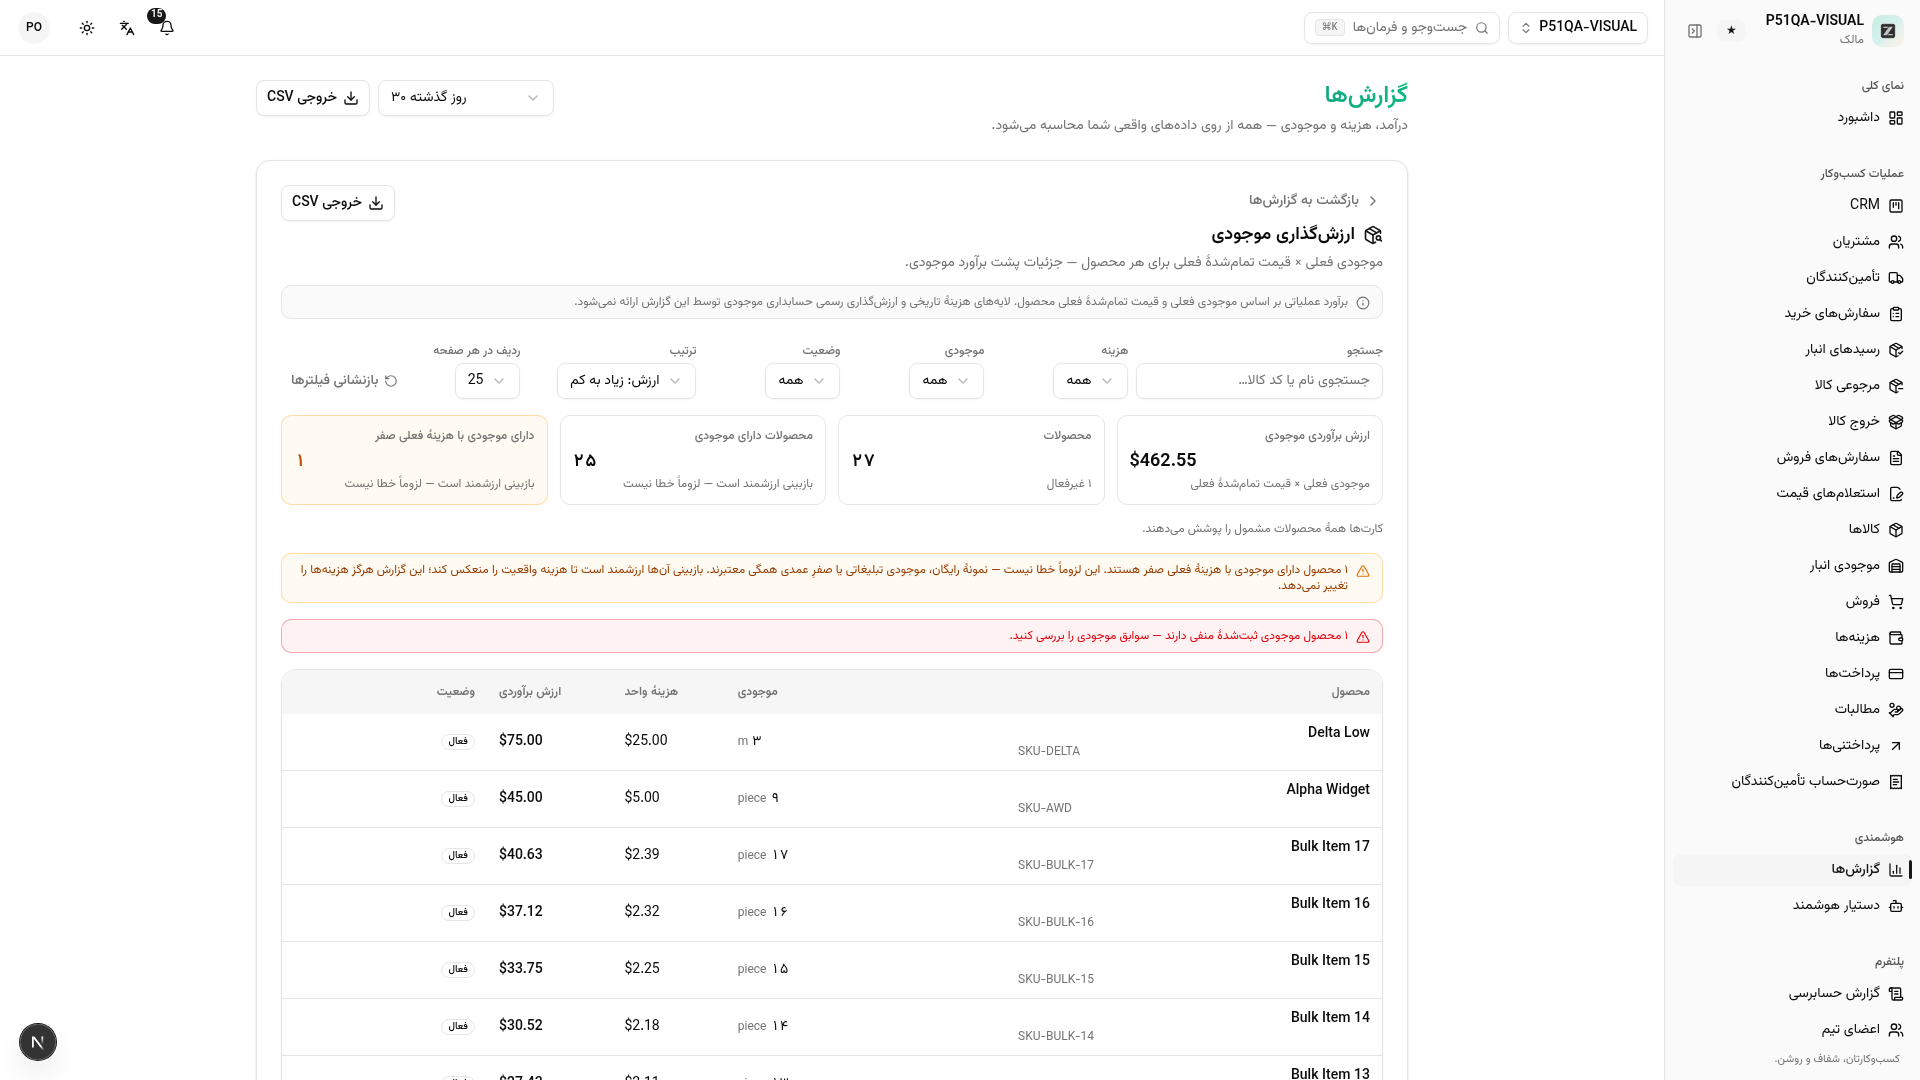 P51QA-VISUAL
مالک
نمای کلی
داشبورد
عملیات کسب‌وکار
CRM
مشتریان
تأمین‌کنندگان
سفارش‌های خرید
رسیدهای انبار
مرجوعی کالا
خروج کالا
سفارش‌های فروش
استعلام‌های قیمت
کالاها
موجودی انبار
فروش
هزینه‌ها
پرداخت‌ها
مطالبات
پرداختنی‌ها
صورت‌حساب تأمین‌کنندگان
هوشمندی
گزارش‌ها
دستیار هوشمند
پلتفرم
گزارش حسابرسی
اعضای تیم
کسب‌وکارتان، شفاف و روشن.
P51QA-VISUAL
جست‌وجو و فرمان‌ها ⌘K
15
PO
گزارش‌ها
درآمد، هزینه و موجودی — همه از روی داده‌های واقعی شما محاسبه می‌شود.
۳۰ روز گذشته
خروجی CSV
بازگشت به گزارش‌ها
خروجی CSV
ارزش‌گذاری موجودی
موجودی فعلی × قیمت تمام‌شدهٔ فعلی برای هر محصول — جزئیات پشت برآورد موجودی.
برآورد عملیاتی بر اساس موجودی فعلی و قیمت تمام‌شدهٔ فعلی محصول. لایه‌های هزینهٔ تاریخی و ارزش‌گذاری رسمی حسابداری موجودی توسط این گزارش ارائه نمی‌شود.
جستجو هزینه موجودی وضعیت ترتیب ردیف در هر صفحه
جستجوی نام یا کد کالا... همه همه همه ارزش: زیاد به کم 25 بازنشانی فیلترها
ارزش برآوردی موجودی
$462.55
موجودی فعلی × قیمت تمام‌شدهٔ فعلی
محصولات
۲۷
۱ غیرفعال
محصولات دارای موجودی
۲۵
بازبینی ارزشمند است — لزوماً خطا نیست
دارای موجودی با هزینهٔ فعلی صفر
۱
بازبینی ارزشمند است — لزوماً خطا نیست
کارت‌ها همهٔ محصولات مشمول را پوشش می‌دهند.
۱ محصول دارای موجودی با هزینهٔ فعلی صفر هستند. این لزوماً خطا نیست — نمونهٔ رایگان، موجودی تبلیغاتی یا صفرِ عمدی همگی معتبرند. بازبینی آن‌ها ارزشمند است تا هزینه واقعیت را منعکس کند؛ این گزارش هرگز هزینه‌ها را
تغییر نمی‌دهد.
۱ محصول موجودی ثبت‌شدهٔ منفی دارند — سوابق موجودی را بررسی کنید.
محصول موجودی هزینهٔ واحد ارزش برآوردی وضعیت
Delta Low
SKU-DELTA ۳ m $25.00 $75.00 فعال
Alpha Widget
SKU-AWD ۹ piece $5.00 $45.00 فعال
Bulk Item 17
SKU-BULK-17 ۱۷ piece $2.39 $40.63 فعال
Bulk Item 16
SKU-BULK-16 ۱۶ piece $2.32 $37.12 فعال
Bulk Item 15
SKU-BULK-15 ۱۵ piece $2.25 $33.75 فعال
Bulk Item 14
SKU-BULK-14 ۱۴ piece $2.18 $30.52 فعال
Bulk Item 13